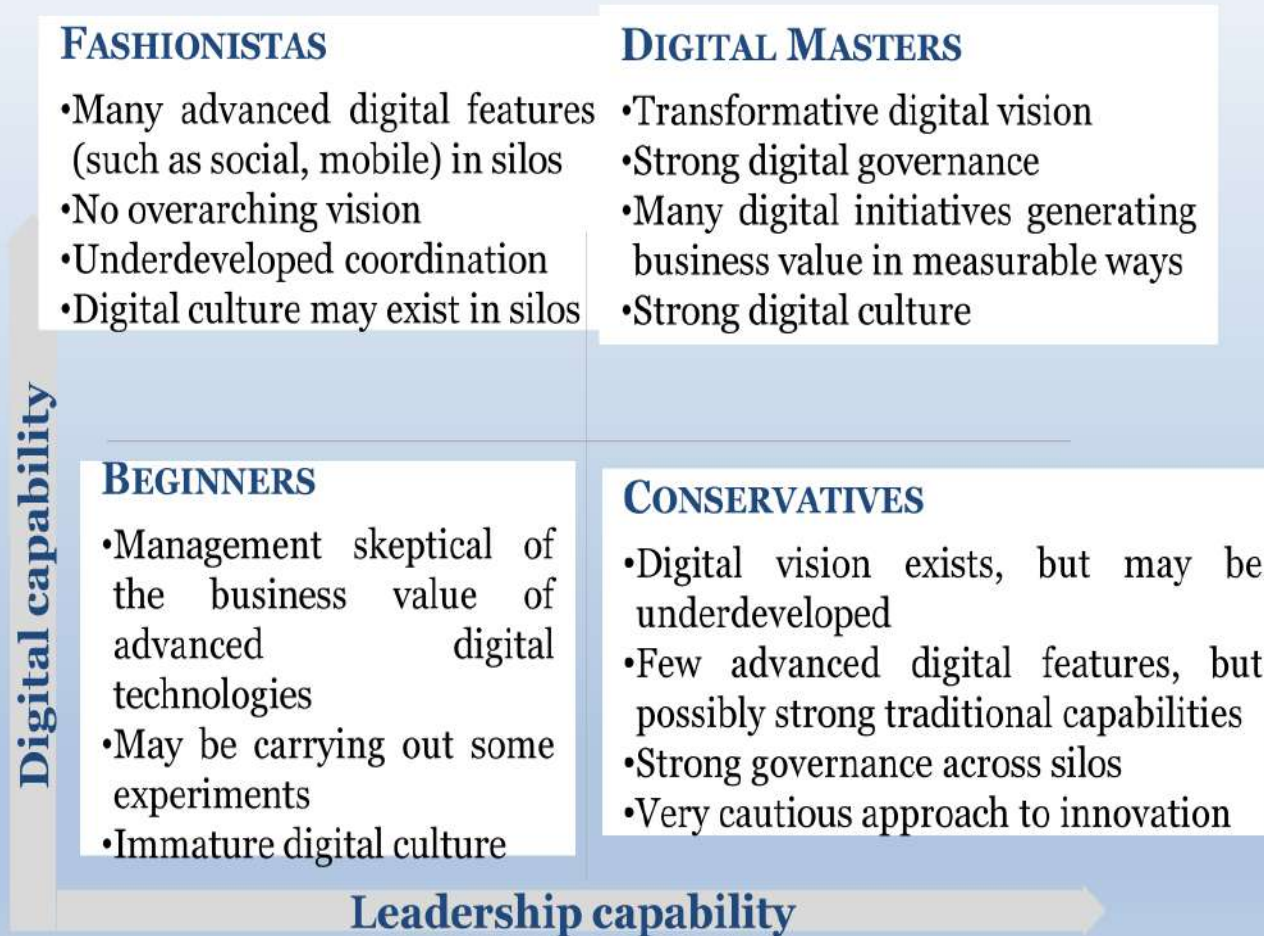 FASHIONISTAS
•Many advanced digital features
(such as social, mobile) in silos
•No overarching vision
•Underdeveloped coordination
•Digital culture may exist in silos
DIGITAL MASTERS
•Transformative digital vision
•Strong digital governance
•Many digital initiatives generating
business value in measurable ways
•Strong digital culture
Digital capability
BEGINNERS
•Management skeptical of
the business value of
advanced digital
technologies
•May be carrying out some
experiments
•Immature digital culture
CONSERVATIVES
•Digital vision exists, but may be
underdeveloped
•Few advanced digital features, but
possibly strong traditional capabilities
•Strong governance across silos
•Very cautious approach to innovation
Leadership capability